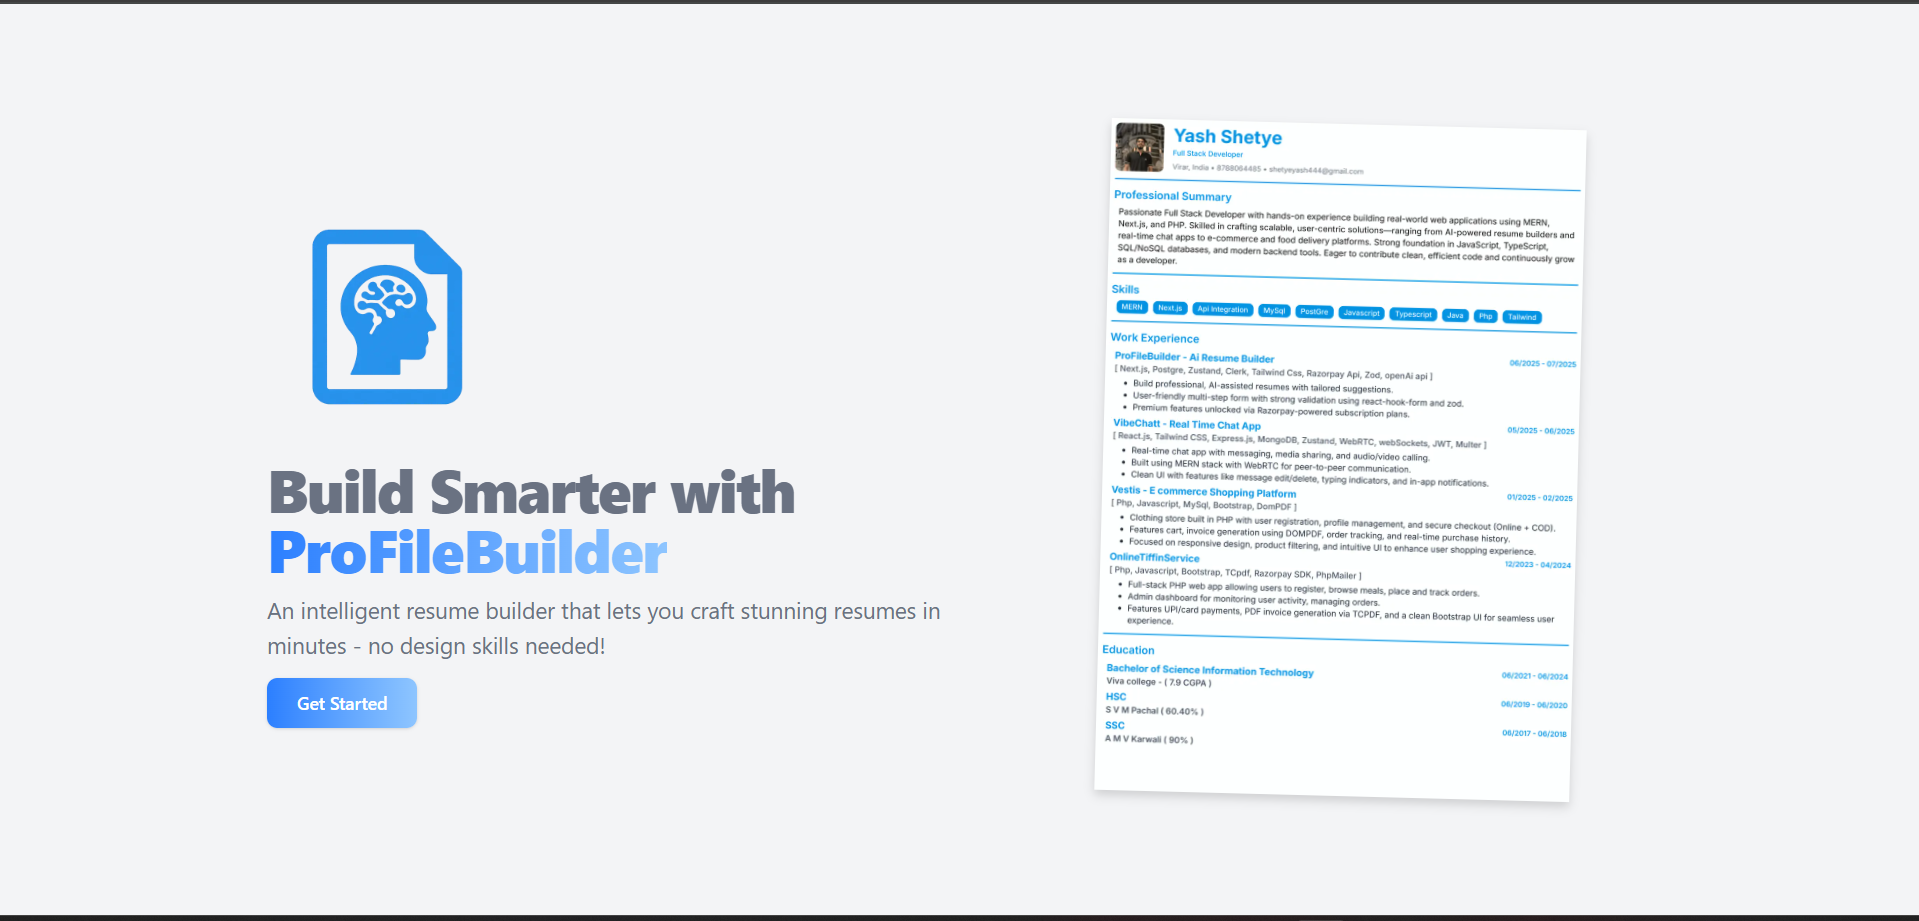 Build Smarter with
ProFileBuilder
An intelligent resume builder that lets you craft stunning resumes in
minutes - no design skills needed!
Get Started
Yash Shetye
Full Stack Developer
Virar, India • 8788064485 • shetyeyash444@gmail.com
Professional Summary
Passionate Full Stack Developer with hands-on experience building real-world web applications using MERN,
Next.js, and PHP. Skilled in crafting scalable, user-centric solutions—ranging from AI-powered resume builders and
real-time chat apps to e-commerce and food delivery platforms. Strong foundation in JavaScript, TypeScript,
SQL/NoSQL databases, and modern backend tools. Eager to contribute clean, efficient code and continuously grow
as a developer.
Skills
MERN Next.js Api Integration MySql PostGre Javascript Typescript Java Php Tailwind
Work Experience
ProFileBuilder - Ai Resume Builder 06/2025 - 07/2025
[ Next.js, Postgre, Zustand, Clerk, Tailwind Css, Razorpay Api, Zod, openAi api ]
• Build professional, AI-assisted resumes with tailored suggestions.
• User-friendly multi-step form with strong validation using react-hook-form and zod.
• Premium features unlocked via Razorpay-powered subscription plans.
VibeChatt - Real Time Chat App 05/2025 - 06/2025
[ React.js, Tailwind CSS, Express.js, MongoDB, Zustand, WebRTC, webSockets, JWT, Multer ]
• Real-time chat app with messaging, media sharing, and audio/video calling.
• Built using MERN stack with WebRTC for peer-to-peer communication.
• Clean UI with features like message edit/delete, typing indicators, and in-app notifications.
Vestis - E commerce Shopping Platform 01/2025 - 02/2025
[ Php, Javascript, MySql, Bootstrap, DomPDF ]
• Clothing store built in PHP with user registration, profile management, and secure checkout (Online + COD).
• Features cart, invoice generation using DOMPDF, order tracking, and real-time purchase history.
• Focused on responsive design, product filtering, and intuitive UI to enhance user shopping experience.
OnlineTiffinService 12/2023 - 04/2024
[ Php, Javascript, Bootstrap, TCpdf, Razorpay SDK, PhpMailer ]
• Full-stack PHP web app allowing users to register, browse meals, place and track orders.
• Admin dashboard for monitoring user activity, managing orders.
• Features UPI/card payments, PDF invoice generation via TCPDF, and a clean Bootstrap UI for seamless user
experience.
Education
Bachelor of Science Information Technology 06/2021 - 06/2024
Viva college - ( 7.9 CGPA )
HSC 06/2019 - 06/2020
S V M Pachal ( 60.40% )
SSC 06/2017 - 06/2018
A M V Karwali ( 90% )